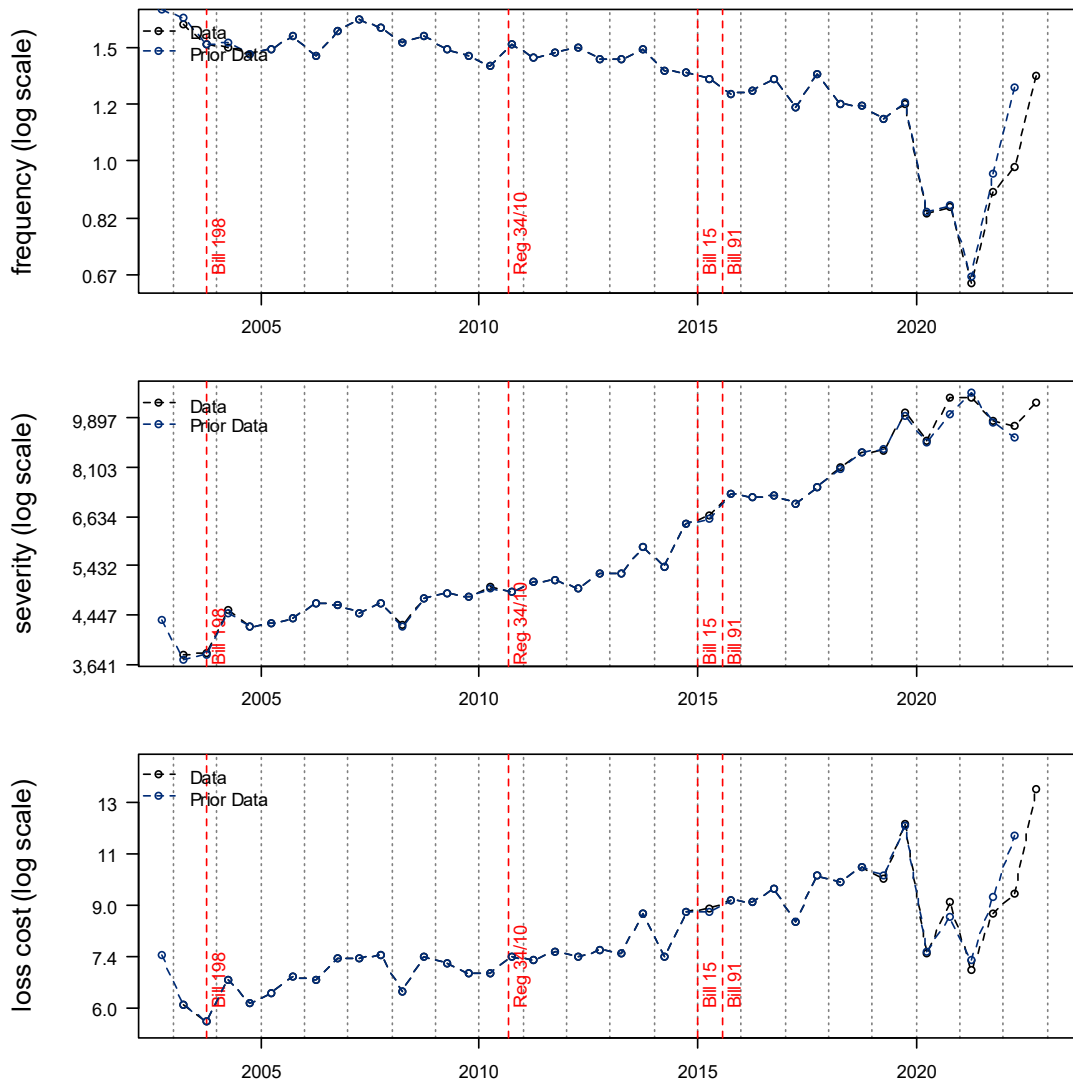 frequency (log scale)
1.5
1.2
1.0
0.82
0.67
Data
Prior Data
Bill 198
Reg 34/10
Bill 15
Bill 91
2005
2010
2015
2020
severity (log scale)
9,897
8,103
6,634
5,432
4,447
3,641
Data
Prior Data
Bill 198
Reg 34/10
Bill 15
Bill 91
2005
2010
2015
2020
loss cost (log scale)
13
11
9.0
7.4
6.0
Data
Prior Data
Bill 198
Reg 34/10
Bill 15
Bill 91
2005
2010
2015
2020